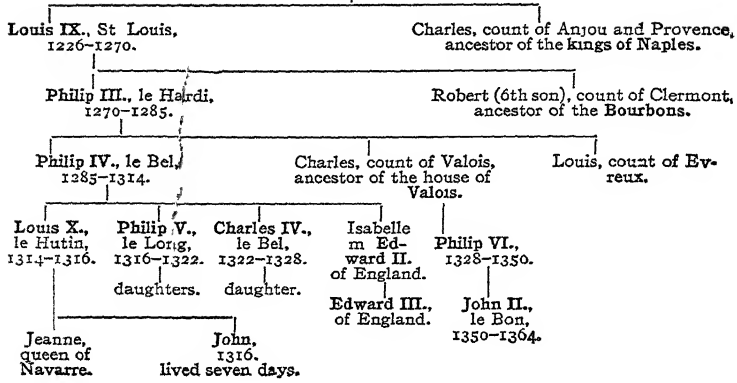 Louis IX., St Louis,
1226–1270.
Charles, count of Anjou and Provence,
ancestor of the kings of Naples.
Philip III., le Hardi,
1270–1285.
Robert (6th son), count of Clermont,
ancestor of the Bourbons.
Philip IV., le Bel,
1285–1314.
Charles, count of Valois,
ancestor of the house of
Valois.
Louis, count of Ev-
reux.
Louis X.,
le Hutin,
1314–1316.
Philip V.,
le Long,
1316–1322.
daughters.
Charles IV.,
le Bel,
1322–1328.
daughter.
Isabelle
m Ed-
ward II.
of England.
Edward III.,
of England.
Philip VI.,
1328–1350.
John II.,
le Bon,
1350–1364.
Jeanne,
queen of
Navarre.
John,
1316.
lived seven days.